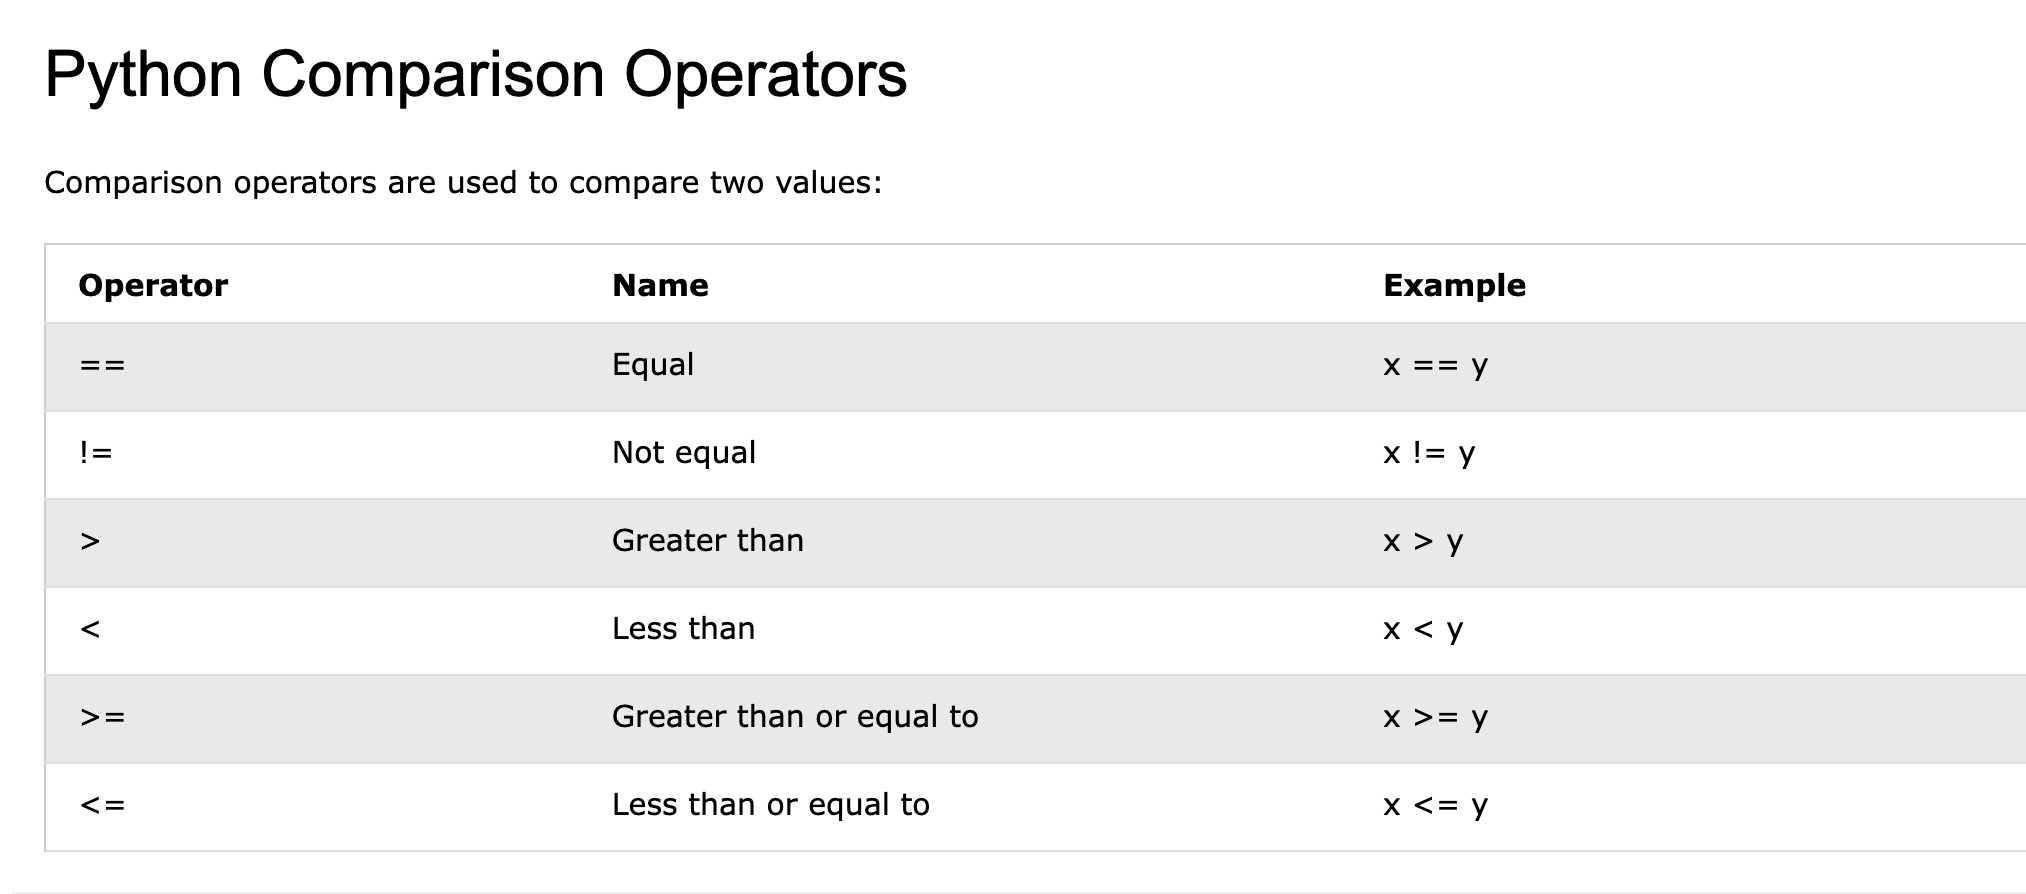 Python Comparison Operators
Comparison operators are used to compare two values:
Operator Name Example
== Equal x == y
!= Not equal x != y
> Greater than x > y
< Less than x < y
>= Greater than or equal to x >= y
<= Less than or equal to x <= y